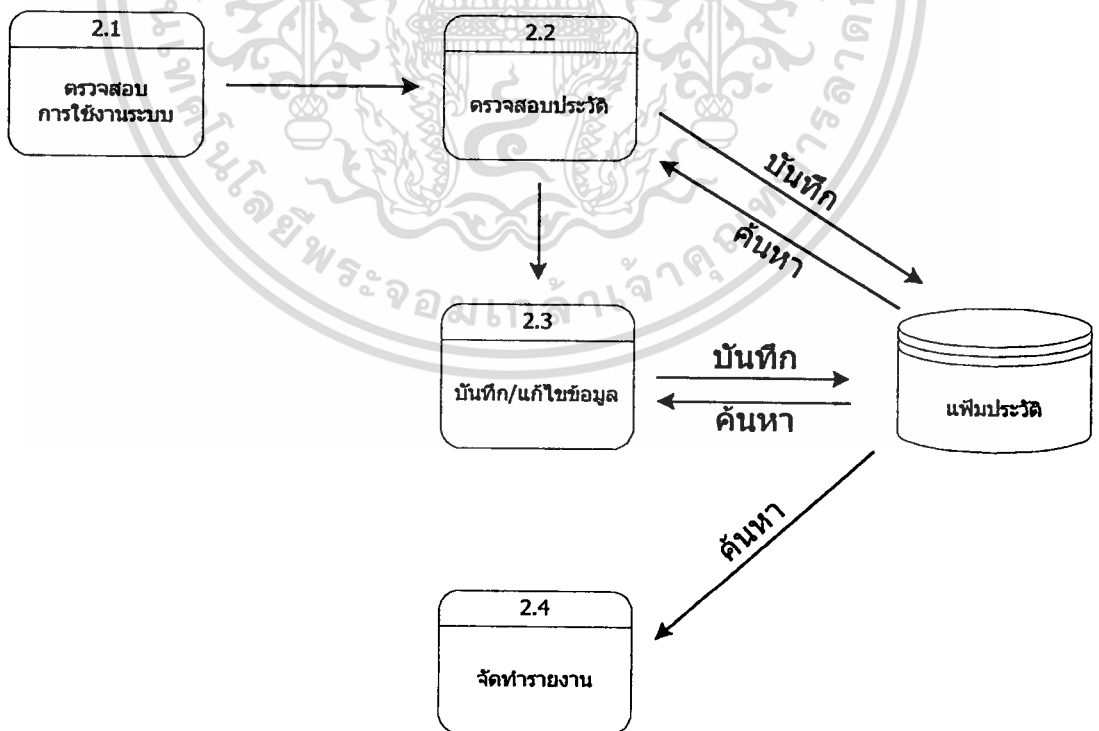 2.1
ตรวจสอบ
การใช้งานระบบ
2.2
ตรวจสอบประวัติ
บันทึก
ค้นหา
2.3
บันทึก/แก้ไขข้อมูล
บันทึก
ค้นหา
แฟ้มประวัติ
ค้นหา
2.4
จัดทำรายงาน